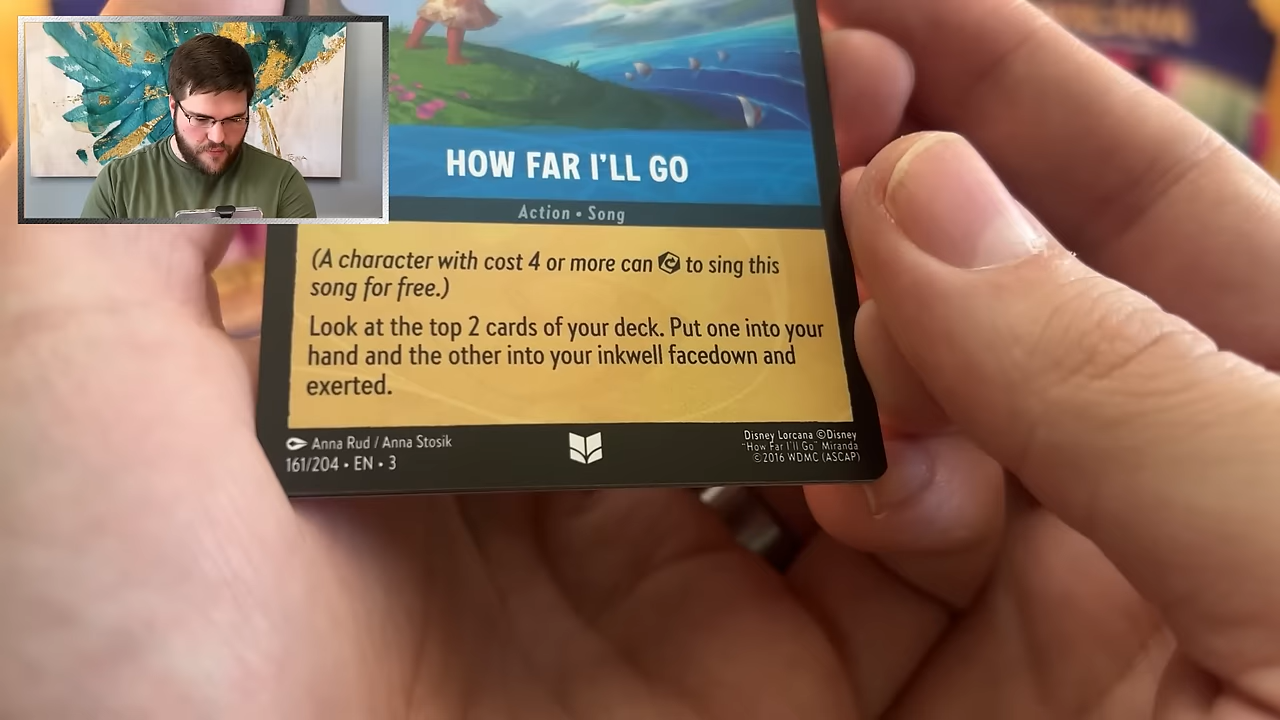 HOW FAR I'LL GO
Action • Song
(A character with cost 4 or more can to sing this
song for free.)
Look at the top 2 cards of your deck. Put one into your
hand and the other into your inkwell facedown and
exerted.
Anna Rud / Anna Stosik
161/204 • EN • 3
Disney Lorcana ©Disney
"How Far I'll Go" Miranda
©2016 WDMC (ASCAP)